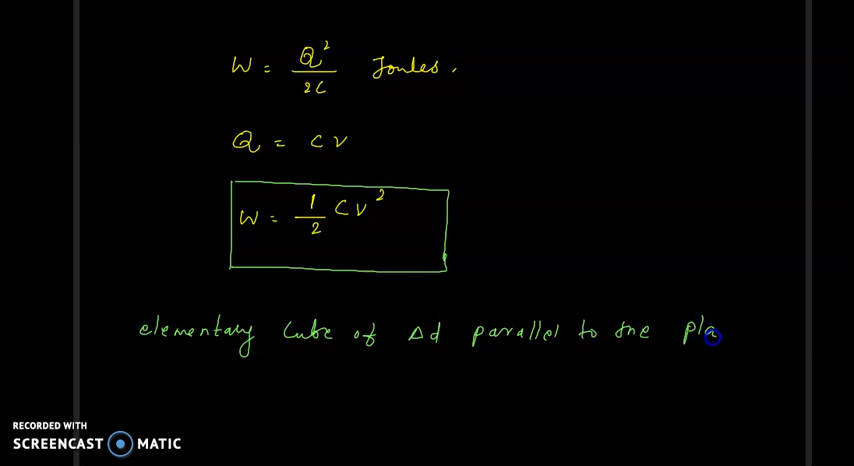 W = Q²/2C Joules.
Q = CV
W = 1/2 CV²
elementary cube of Δd parallel to the pla
RECORDED WITH
SCREENCAST MATIC